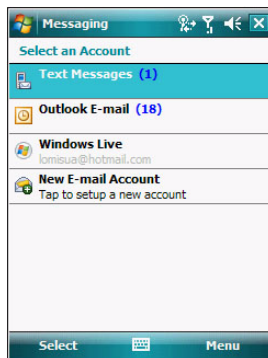 Messaging
Select an Account
Text Messages (1)
Outlook E-mail (18)
Windows Live
lomisua@hotmail.com
New E-mail Account
Tap to setup a new account
Select Menu